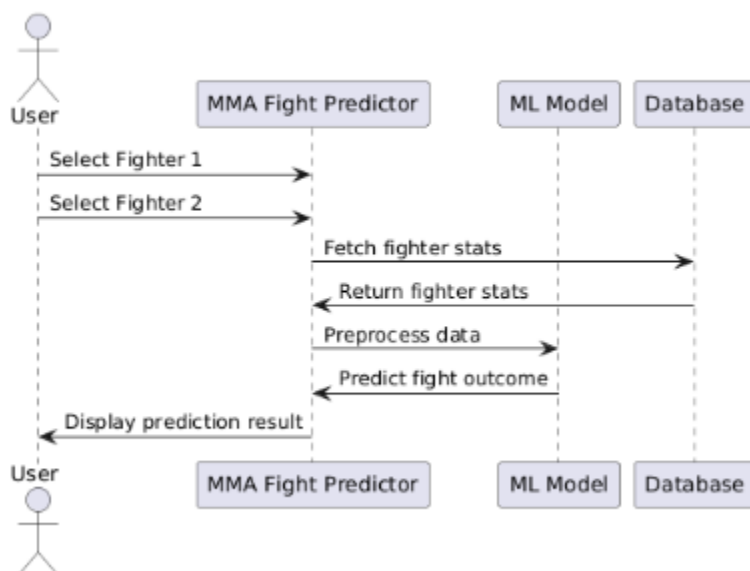 User
MMA Fight Predictor
ML Model
Database
Select Fighter 1
Select Fighter 2
Fetch fighter stats
Return fighter stats
Preprocess data
Predict fight outcome
Display prediction result
User
MMA Fight Predictor
ML Model
Database